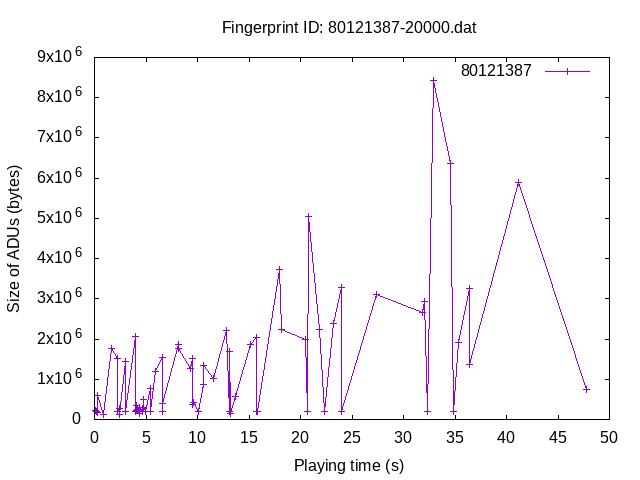 Fingerprint ID: 80121387-20000.dat
80121387
9x10^6
8x10^6
7x10^6
6x10^6
5x10^6
4x10^6
3x10^6
2x10^6
1x10^6
0
Size of ADUs (bytes)
0 5 10 15 20 25 30 35 40 45 50
Playing time (s)